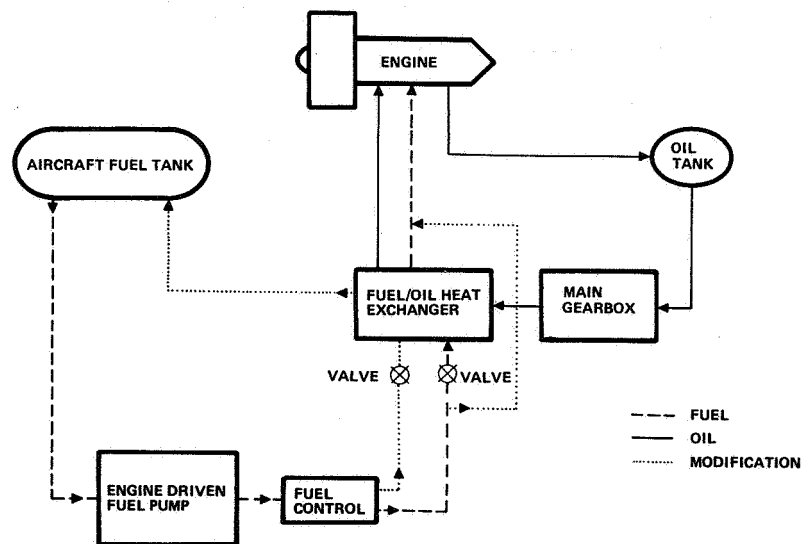 ENGINE
AIRCRAFT FUEL TANK
OIL
TANK
FUEL/OIL HEAT
EXCHANGER
MAIN
GEARBOX
VALVE
VALVE
FUEL
OIL
MODIFICATION
ENGINE DRIVEN
FUEL PUMP
FUEL
CONTROL